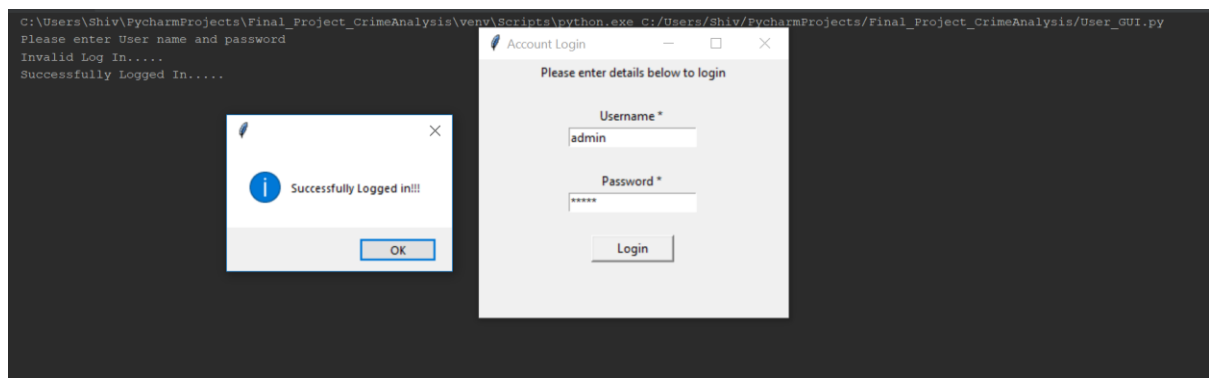 C:\Users\Shiv\PycharmProjects\Final_Project_CrimeAnalysis\venv\Scripts\python.exe C:/Users/Shiv/PycharmProjects/Final_Project_CrimeAnalysis/User_GUI.py
Please enter User name and password
Invalid Log In.....
Successfully Logged In.....
Successfully Logged in!!!
OK
Account Login
Please enter details below to login
Username *
admin
Password *
*****
Login